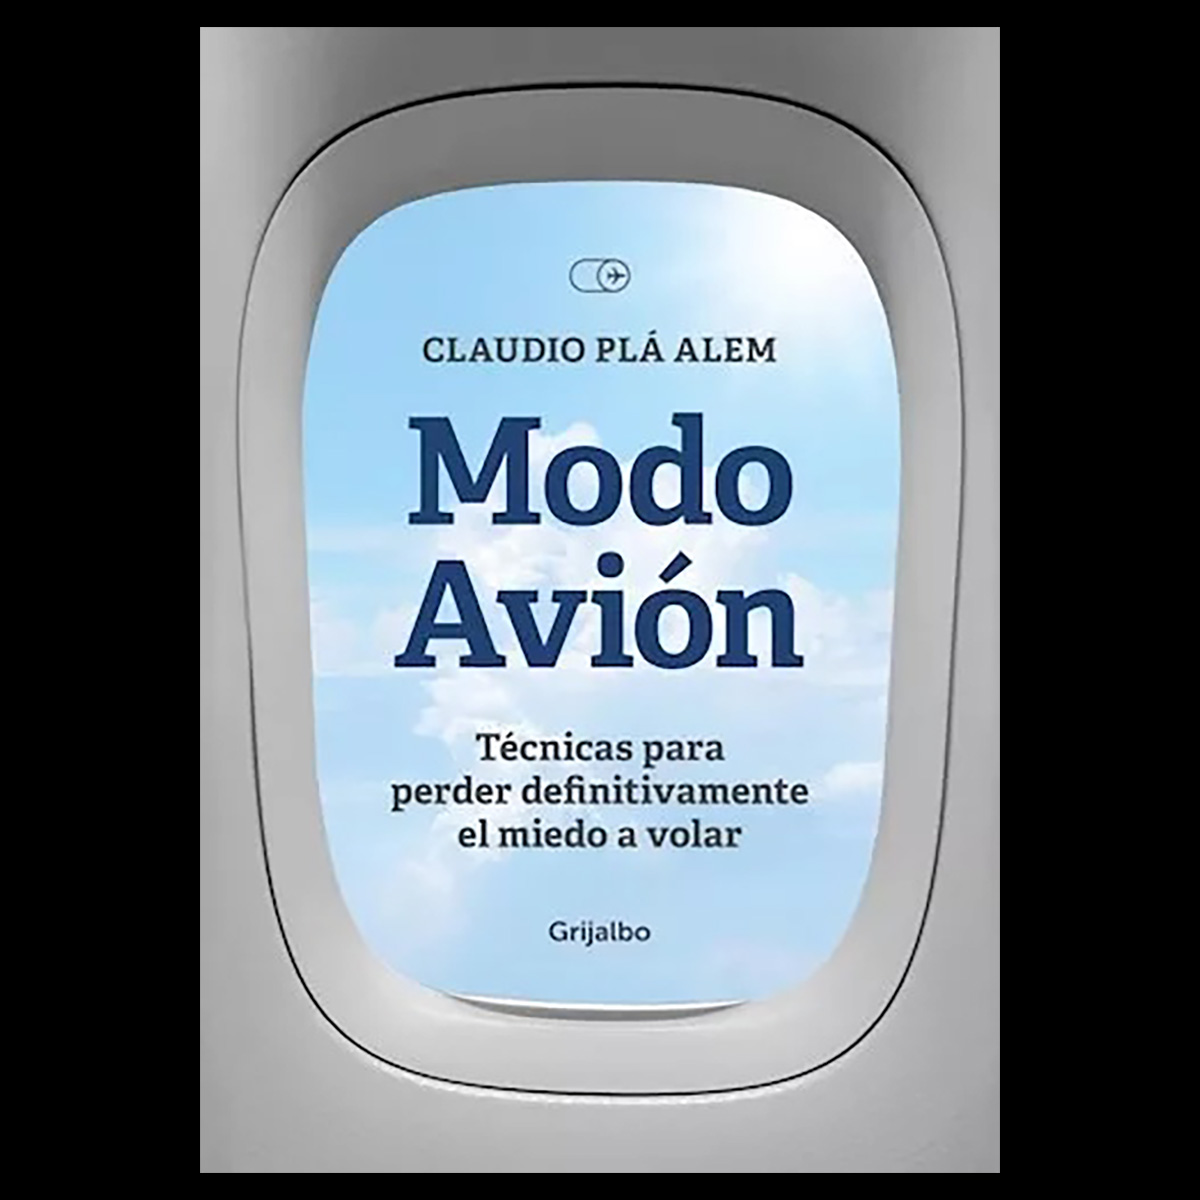 CLAUDIO PLÁ ALEM
Modo
Avión
Técnicas para
perder definitivamente
el miedo a volar
Grijalbo